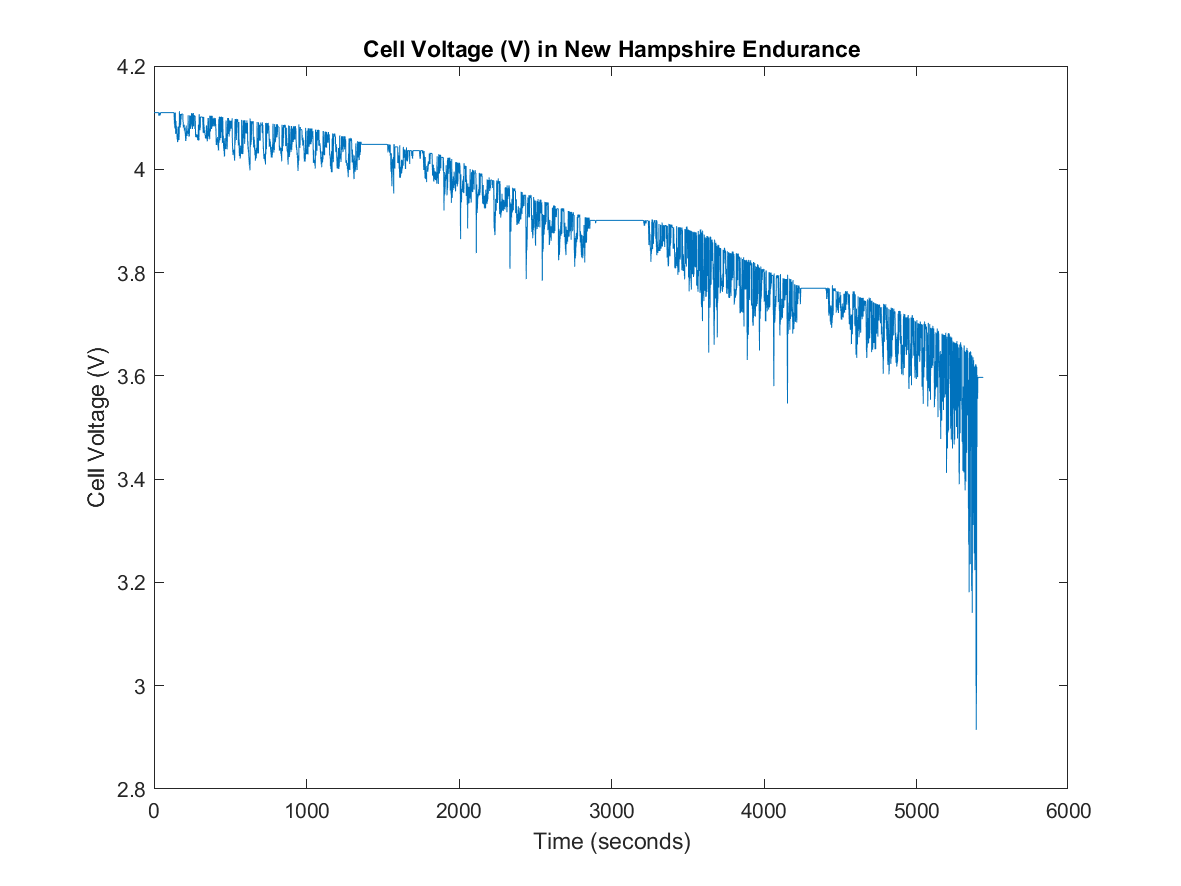 Cell Voltage (V) in New Hampshire Endurance
4.2
4
3.8
3.6
3.4
3.2
3
2.8
Cell Voltage (V)
0 1000 2000 3000 4000 5000 6000
Time (seconds)